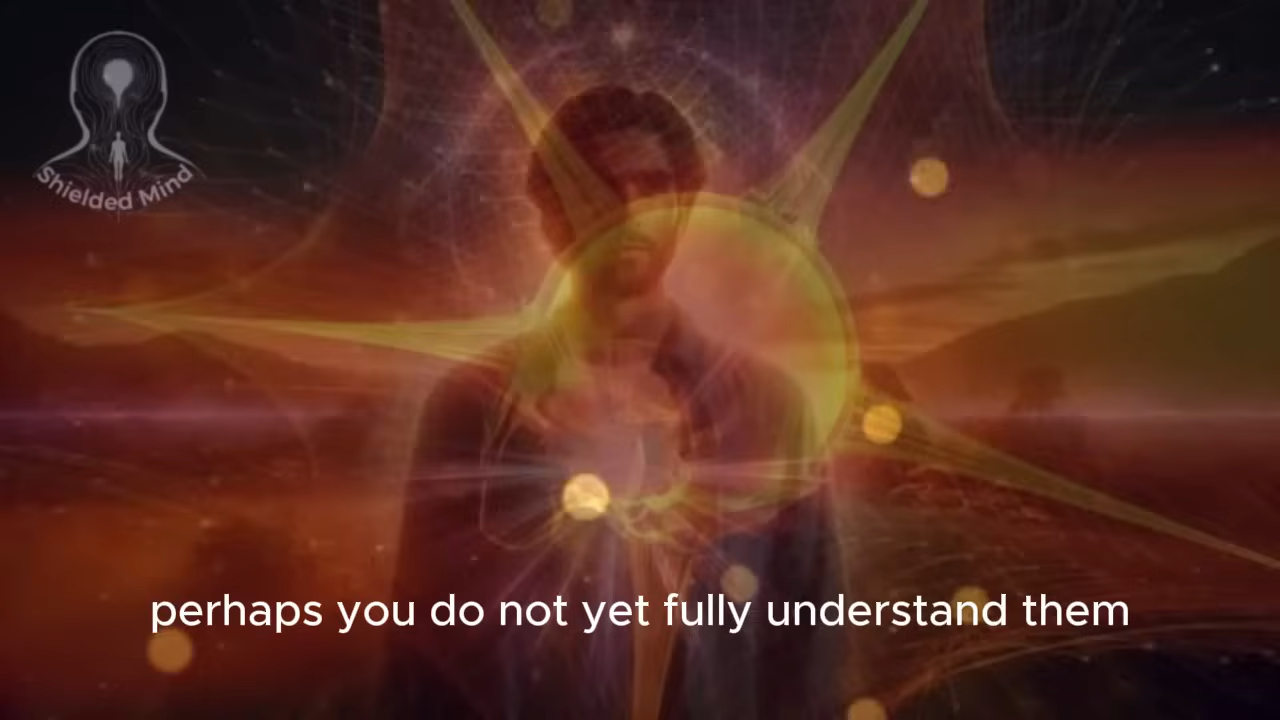 Shielded Mind
perhaps you do not yet fully understand them